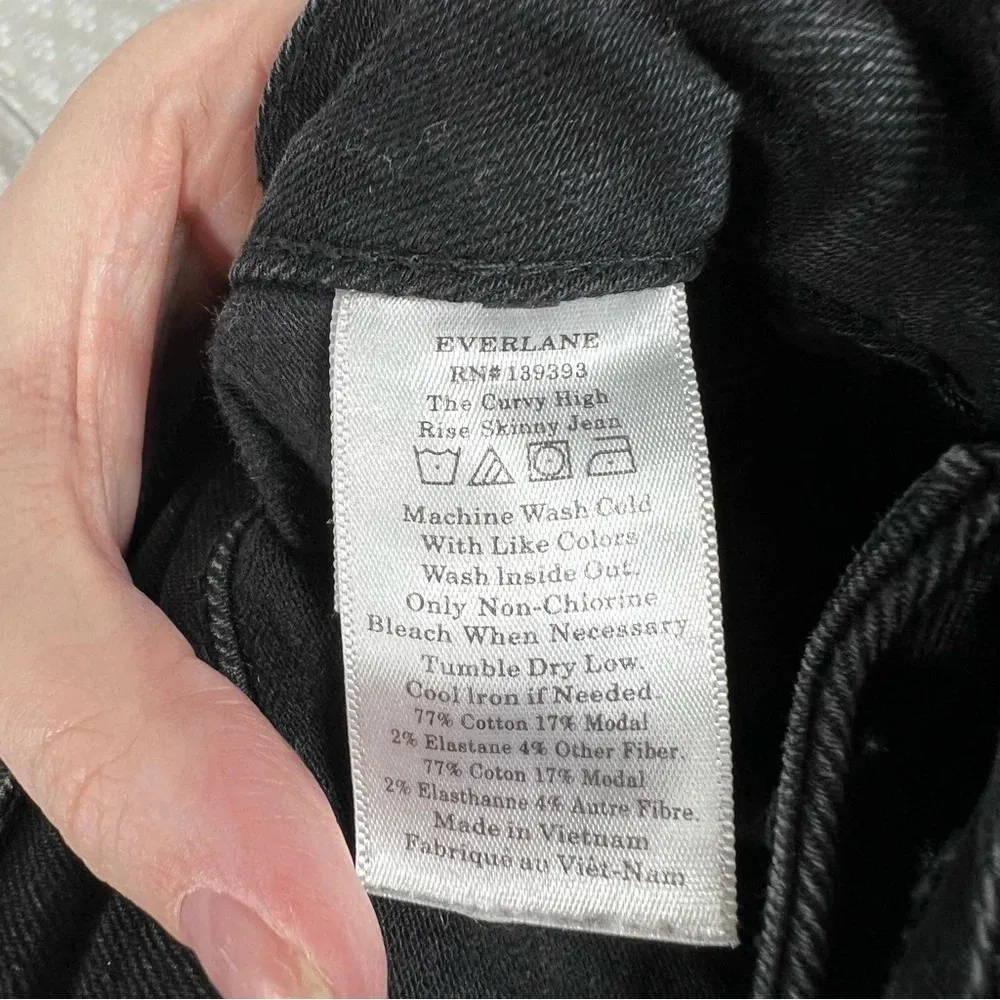 EVERLANE
RN# 139393
The Curvy High
Rise Skinny Jean
Machine Wash Cold
With Like Colors
Wash Inside Out.
Only Non-Chlorine
Bleach When Necessary
Tumble Dry Low.
Cool Iron if Needed.
77% Cotton 17% Modal
2% Elastane 4% Other Fiber.
77% Coton 17% Modal
2% Elasthanne 4% Autre Fibre.
Made in Vietnam
Fabriqué au Viêt-Nam